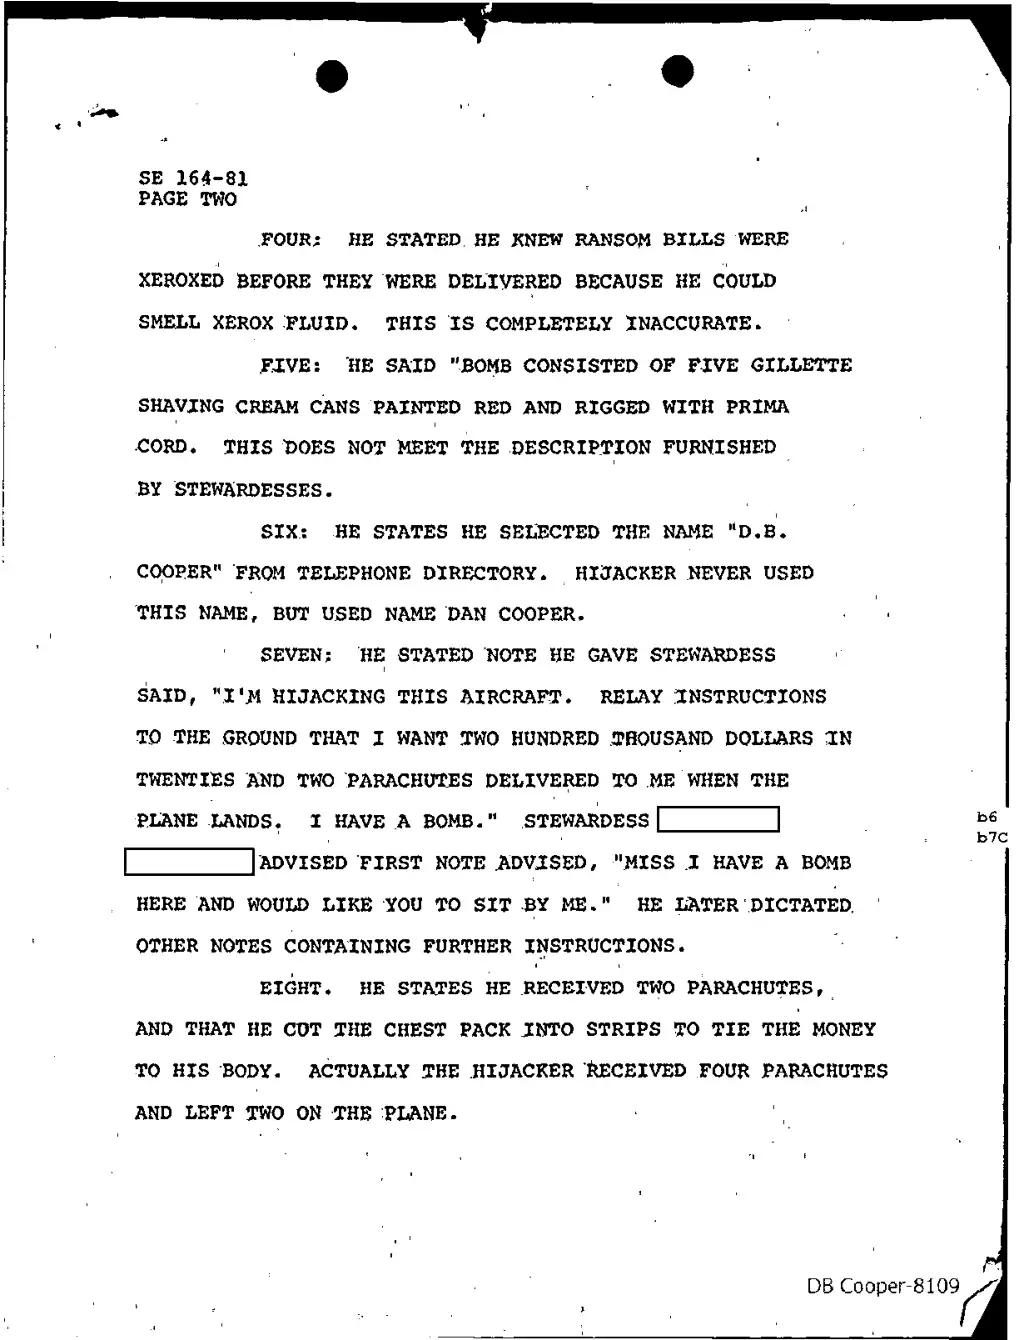 SE 164-81
PAGE TWO
FOUR: HE STATED HE KNEW RANSOM BILLS WERE
XEROXED BEFORE THEY WERE DELIVERED BECAUSE HE COULD
SMELL XEROX FLUID. THIS IS COMPLETELY INACCURATE.
FIVE: HE SAID "BOMB CONSISTED OF FIVE GILLETTE
SHAVING CREAM CANS PAINTED RED AND RIGGED WITH PRIMA
CORD. THIS DOES NOT MEET THE DESCRIPTION FURNISHED
BY STEWARDESSES.
SIX: HE STATES HE SELECTED THE NAME "D.B.
COOPER" FROM TELEPHONE DIRECTORY. HIJACKER NEVER USED
THIS NAME, BUT USED NAME DAN COOPER.
SEVEN: HE STATED NOTE HE GAVE STEWARDESS
SAID, "I'M HIJACKING THIS AIRCRAFT. RELAY INSTRUCTIONS
TO THE GROUND THAT I WANT TWO HUNDRED THOUSAND DOLLARS IN
TWENTIES AND TWO PARACHUTES DELIVERED TO ME WHEN THE
PLANE LANDS. I HAVE A BOMB." STEWARDESS
b6
b7C
ADVISED FIRST NOTE ADVISED, "MISS I HAVE A BOMB
HERE AND WOULD LIKE YOU TO SIT BY ME." HE LATER DICTATED
OTHER NOTES CONTAINING FURTHER INSTRUCTIONS.
EIGHT. HE STATES HE RECEIVED TWO PARACHUTES,
AND THAT HE CUT THE CHEST PACK INTO STRIPS TO TIE THE MONEY
TO HIS BODY. ACTUALLY THE HIJACKER RECEIVED FOUR PARACHUTES
AND LEFT TWO ON THE PLANE.
DB Cooper-8109